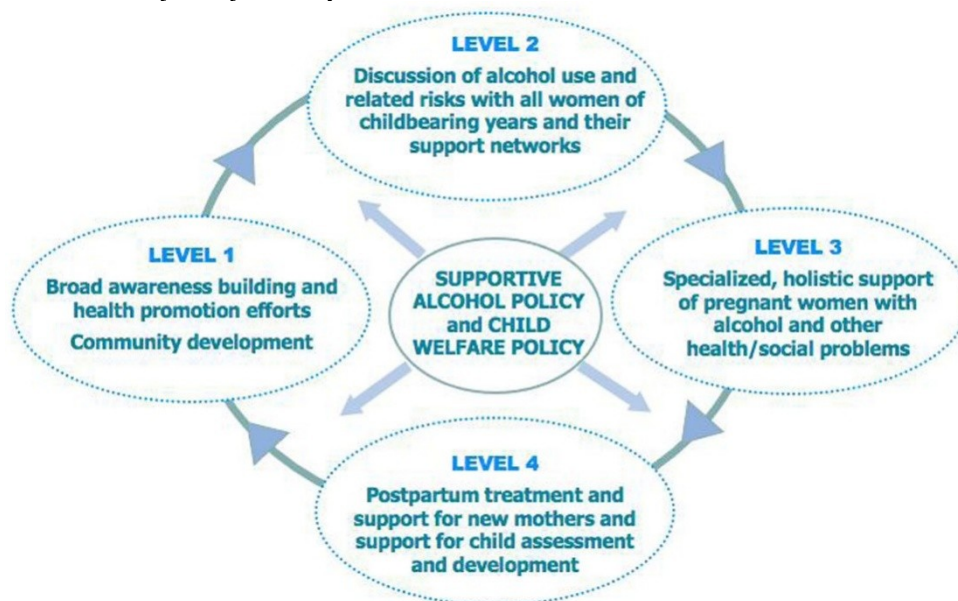 LEVEL 2
Discussion of alcohol use and
related risks with all women of
childbearing years and their
support networks
LEVEL 1
Broad awareness building and
health promotion efforts
Community development
SUPPORTIVE
ALCOHOL POLICY
and CHILD
WELFARE POLICY
LEVEL 3
Specialized, holistic support
of pregnant women with
alcohol and other
health/social problems
LEVEL 4
Postpartum treatment and
support for new mothers and
support for child assessment
and development